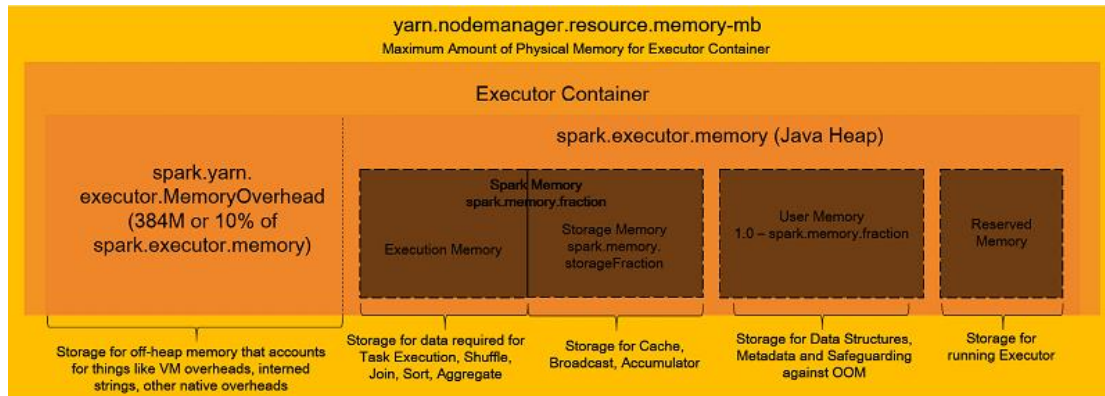 yarn.nodemanager.resource.memory-mb
Maximum Amount of Physical Memory for Executor Container
Executor Container
spark.executor.memory (Java Heap)
spark.yarn.
executor.MemoryOverhead
(384M or 10% of
spark.executor.memory)
Spark Memory
spark.memory.fraction
Execution Memory
Storage Memory
spark.memory.
storageFraction
User Memory
1.0 – spark.memory.fraction
Reserved
Memory
Storage for off-heap memory that accounts
for things like VM overheads, interned
strings, other native overheads
Storage for data required for
Task Execution, Shuffle,
Join, Sort, Aggregate
Storage for Cache,
Broadcast, Accumulator
Storage for Data Structures,
Metadata and Safeguarding
against OOM
Storage for
running Executor